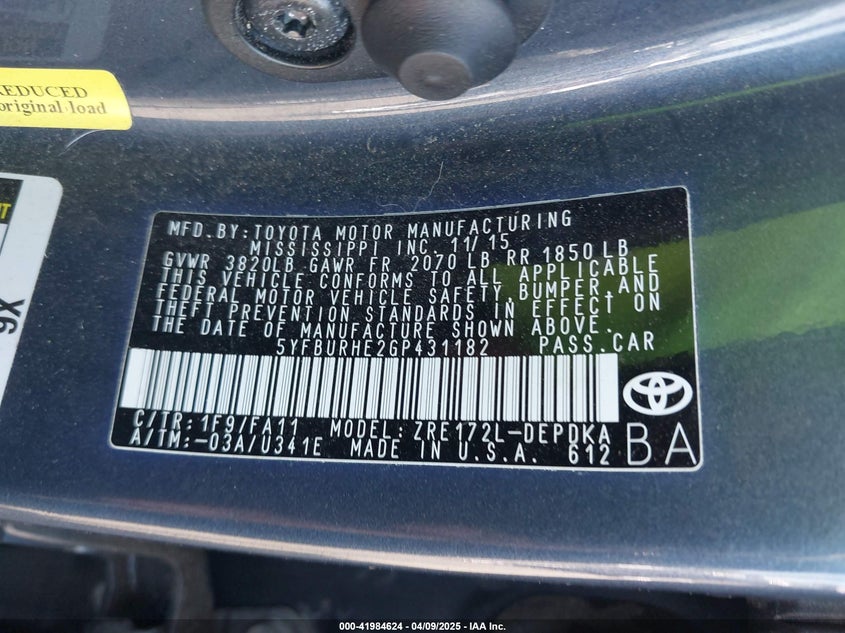 REDUCED
original load
9X
MFD.BY:TOYOTA MOTOR MANUFACTURING
MISSISSIPPI INC. 11/15
GVWR 3820LB GAWR FR 2070 LB RR 1850LB
THIS VEHICLE CONFORMS TO ALL APPLICABLE
FEDERAL MOTOR VEHICLE SAFETY,BUMPER,AND
THEFT PREVENTION STANDARDS IN EFFECT ON
THE DATE OF MANUFACTURE SHOWN ABOVE.
5YFBURHE2GP431182 PASS.CAR
C/TR:1F9/FA11 MODEL:ZRE172L-DEPDKA
A/TM:-03A/0341E MADE IN U.S.A. 612
BA
000-41984624 | 04/09/2025 - IAA Inc.